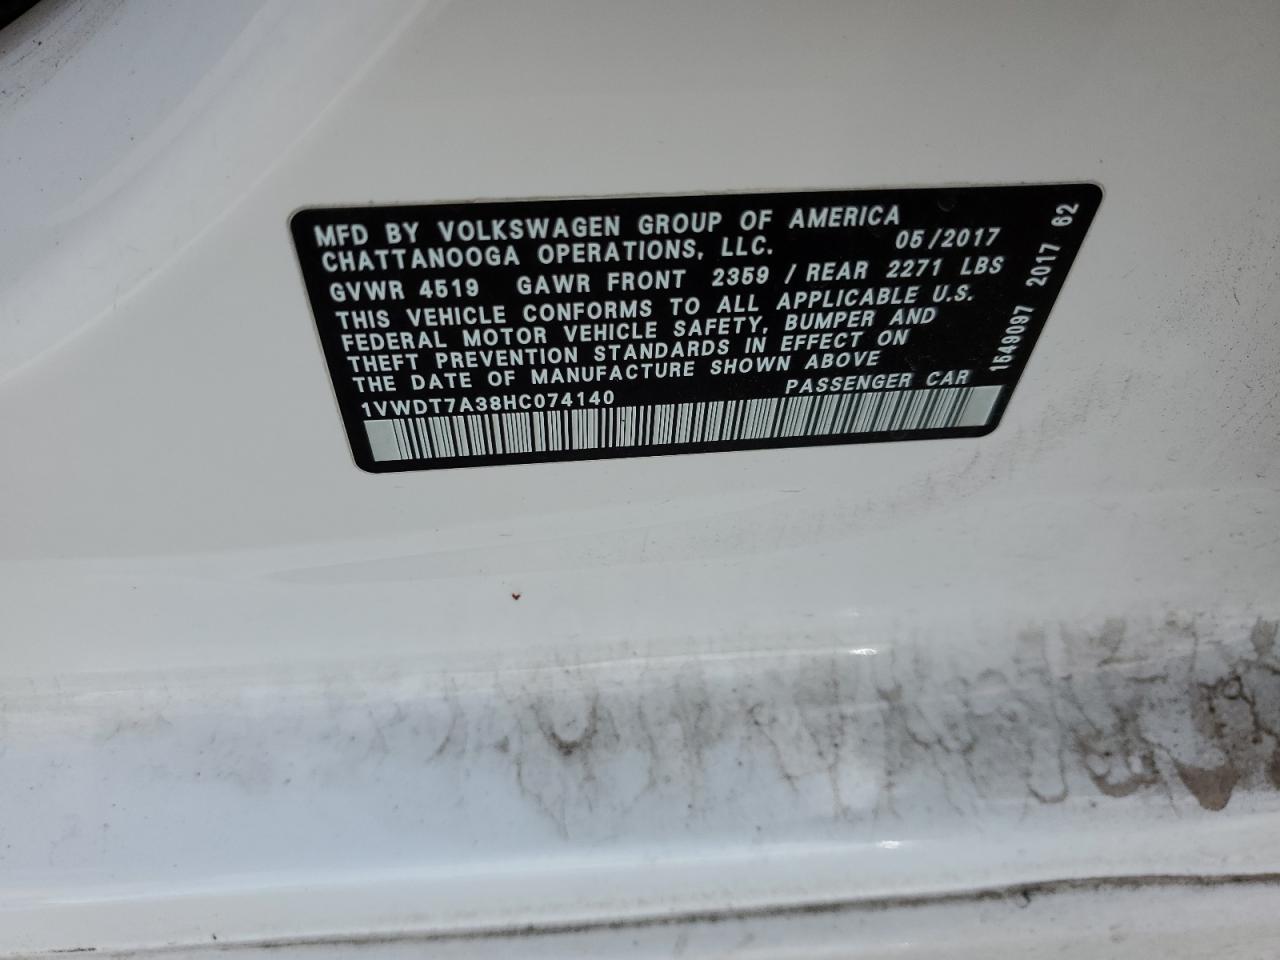 MFD BY VOLKSWAGEN GROUP OF AMERICA
CHATTANOOGA OPERATIONS, LLC. 05/2017
GVWR 4519 GAWR FRONT 2359 / REAR 2271 LBS
THIS VEHICLE CONFORMS TO ALL APPLICABLE U.S.
FEDERAL MOTOR VEHICLE SAFETY, BUMPER AND
THEFT PREVENTION STANDARDS IN EFFECT ON
THE DATE OF MANUFACTURE SHOWN ABOVE
1VWDT7A38HC074140 PASSENGER CAR
1549097 2017 62